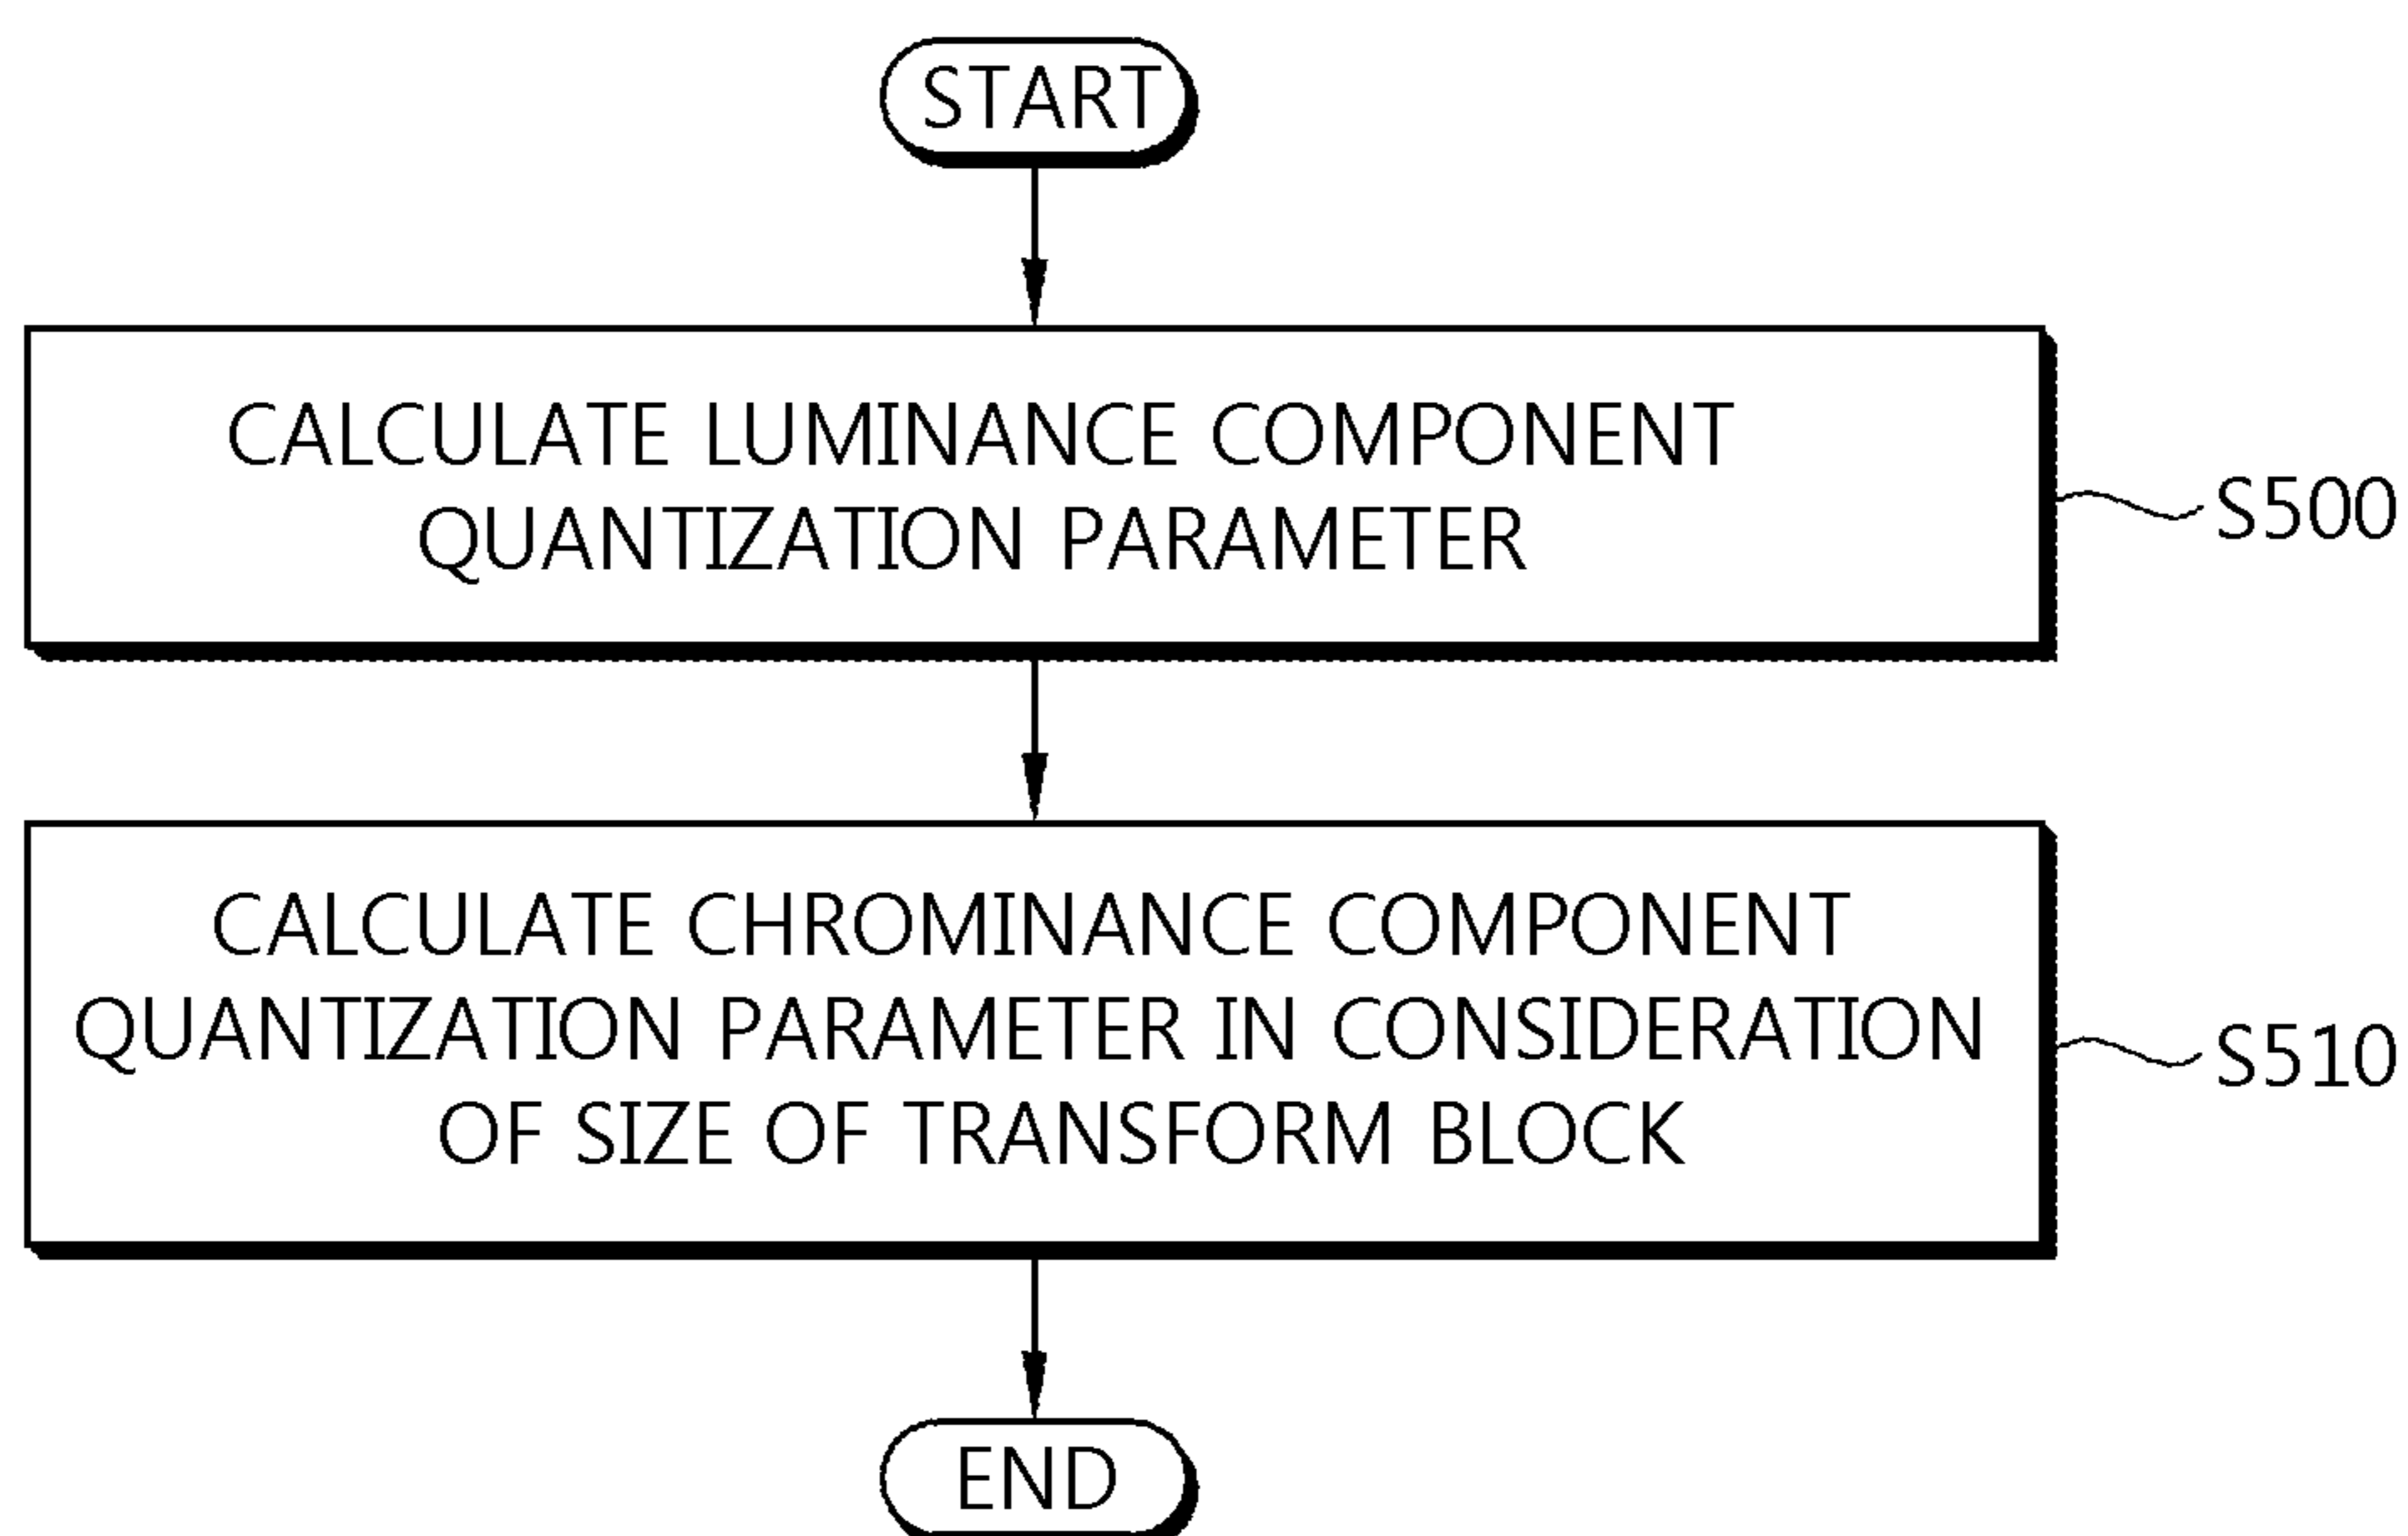 START
CALCULATE LUMINANCE COMPONENT
QUANTIZATION PARAMETER
S500
CALCULATE CHROMINANCE COMPONENT
QUANTIZATION PARAMETER IN CONSIDERATION
OF SIZE OF TRANSFORM BLOCK
S510
END